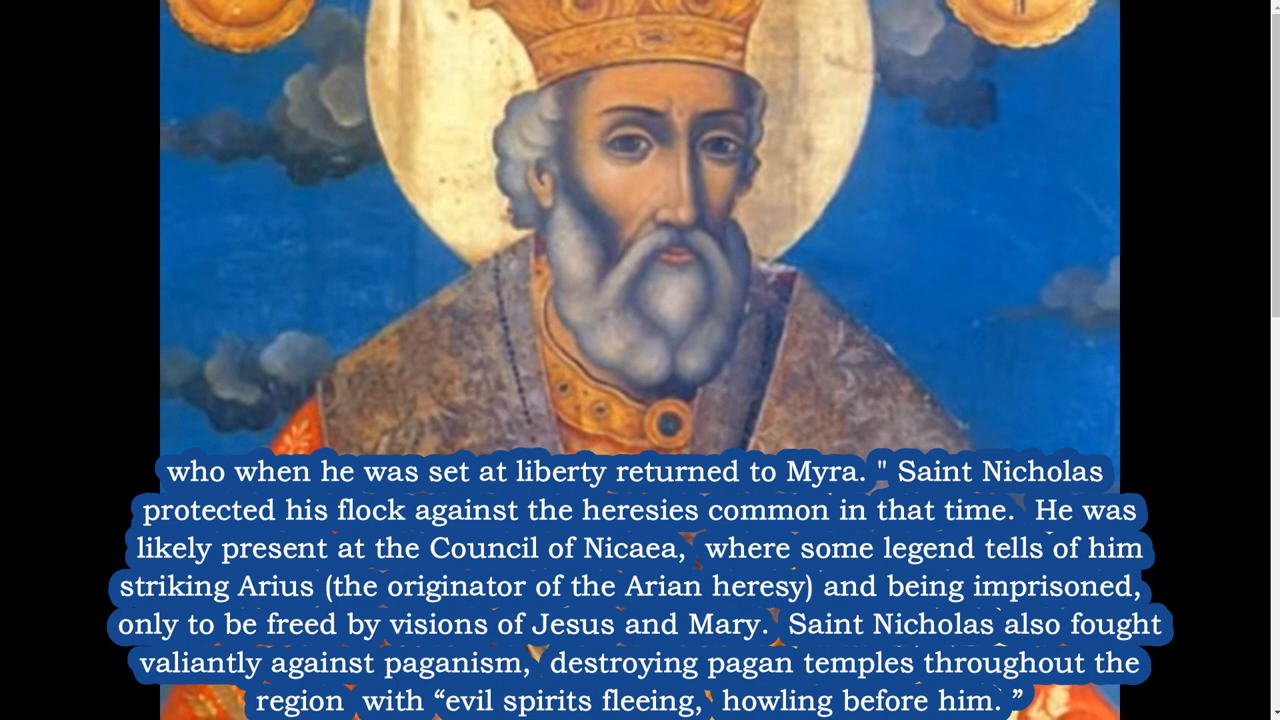 who when he was set at liberty returned to Myra. " Saint Nicholas
protected his flock against the heresies common in that time.  He was
likely present at the Council of Nicaea,  where some legend tells of him
striking Arius (the originator of the Arian heresy) and being imprisoned,
only to be freed by visions of Jesus and Mary.  Saint Nicholas also fought
valiantly against paganism,  destroying pagan temples throughout the
region  with “evil spirits fleeing,  howling before him. ”